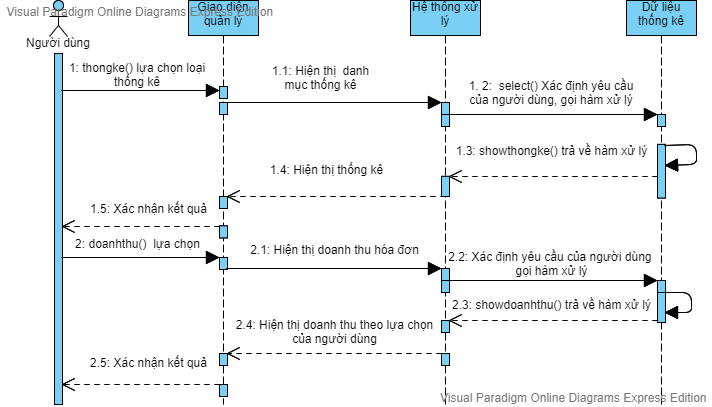 Visual Paradigm Online Diagrams Express Edition
Người dùng
Giao diện
quản lý
Hệ thống xử
lý
Dữ liệu
thống kê
1: thongke() lựa chọn loại
thống kê
1.1: Hiện thị danh
mục thống kê
1. 2: select() Xác định yêu cầu
của người dùng, gọi hàm xử lý
1.3: showthongke() trả về hàm xử lý
1.4: Hiện thị thống kê
1.5: Xác nhận kết quả
2: doanhthu() lựa chọn
2.1: Hiện thị doanh thu hóa đơn
2.2: Xác định yêu cầu của người dùng
gọi hàm xử lý
2.3: showdoanhthu() trả về hàm xử lý
2.4: Hiện thị doanh thu theo lựa chọn
của người dùng
2.5: Xác nhận kết quả
Visual Paradigm Online Diagrams Express Edition